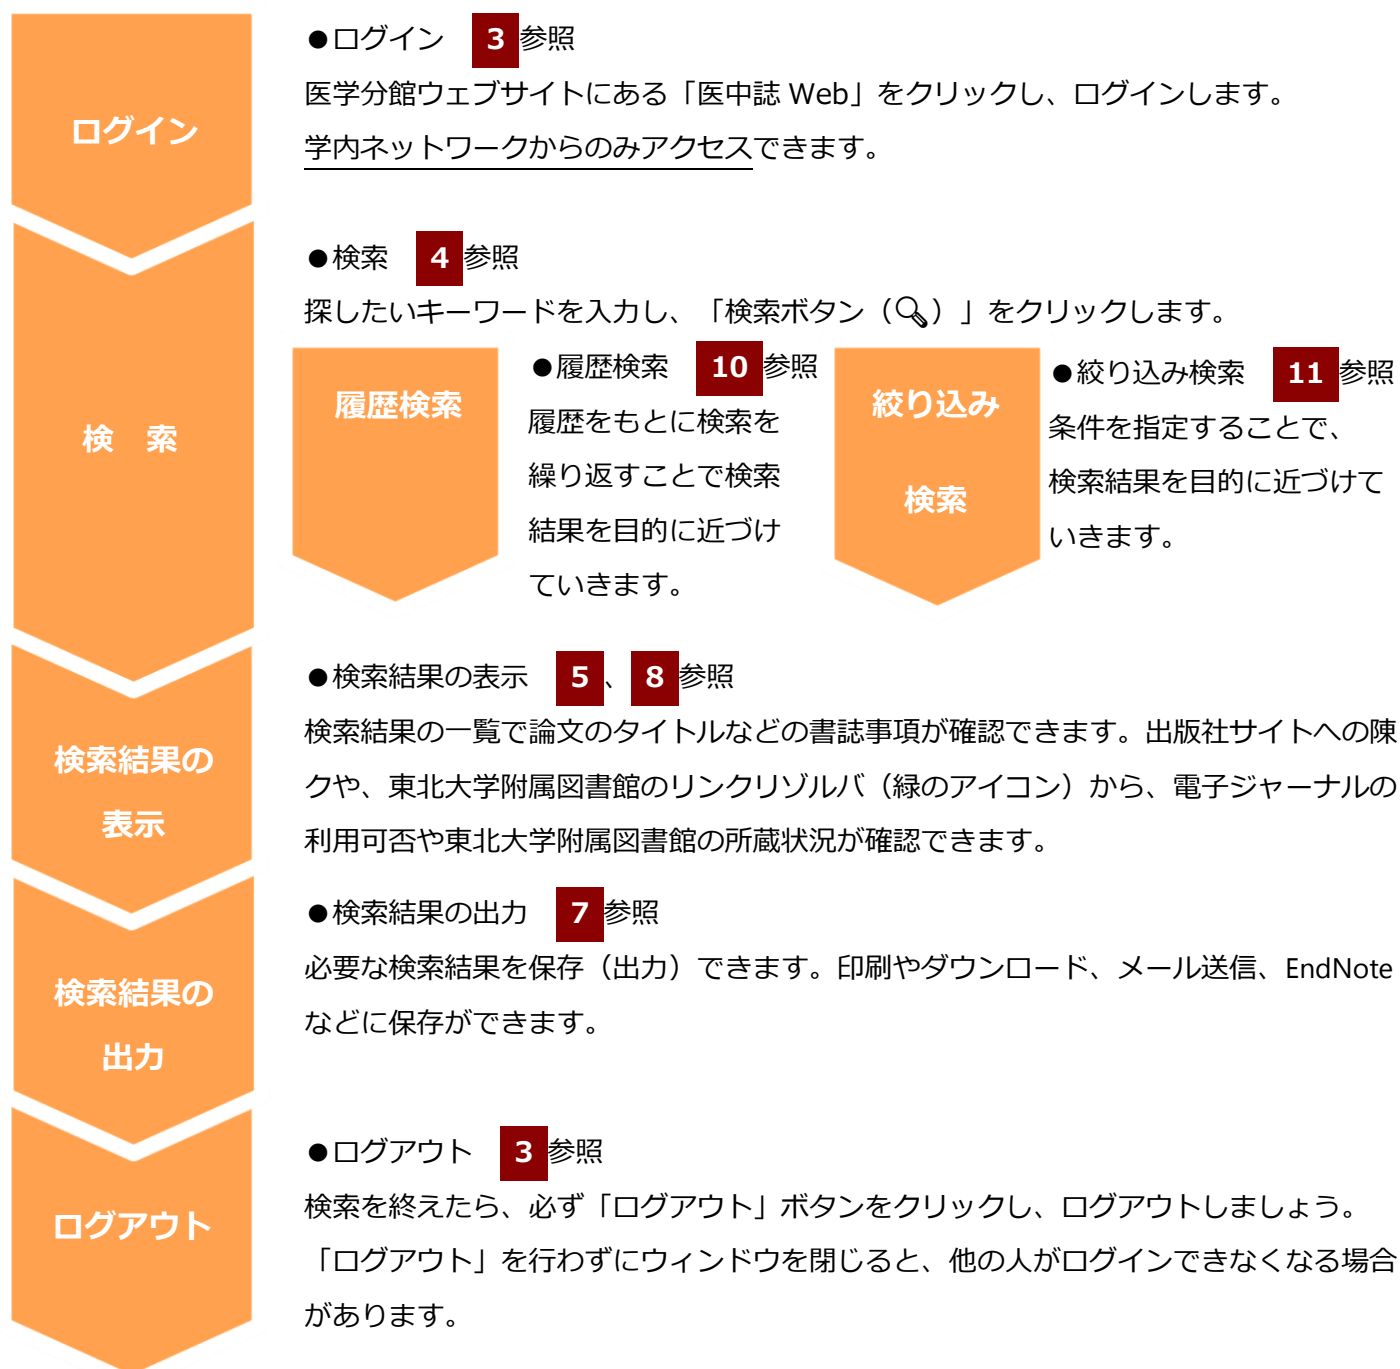 ログイン
●ログイン 3 参照
医学分館ウェブサイトにある「医中誌 Web」をクリックし、ログインします。
学内ネットワークからのみアクセスできます。
検 索
●検索 4 参照
探したいキーワードを入力し、「検索ボタン（🔍）」をクリックします。
履歴検索
●履歴検索 10 参照
履歴をもとに検索を
繰り返すことで検索
結果を目的に近づけ
ていきます。
絞り込み
検索
●絞り込み検索 11 参照
条件を指定することで、
検索結果を目的に近づけて
いきます。
検索結果の
表示
●検索結果の表示 5 、 8 参照
検索結果の一覧で論文のタイトルなどの書誌事項が確認できます。出版社サイトへの陳
クや、東北大学附属図書館のリンクリゾルバ（緑のアイコン）から、電子ジャーナルの
利用可否や東北大学附属図書館の所蔵状況が確認できます。
検索結果の
出力
●検索結果の出力 7 参照
必要な検索結果を保存（出力）できます。印刷やダウンロード、メール送信、EndNote
などに保存ができます。
ログアウト
●ログアウト 3 参照
検索を終えたら、必ず「ログアウト」ボタンをクリックし、ログアウトしましょう。
「ログアウト」を行わずにウィンドウを閉じると、他の人がログインできなくなる場合
があります。